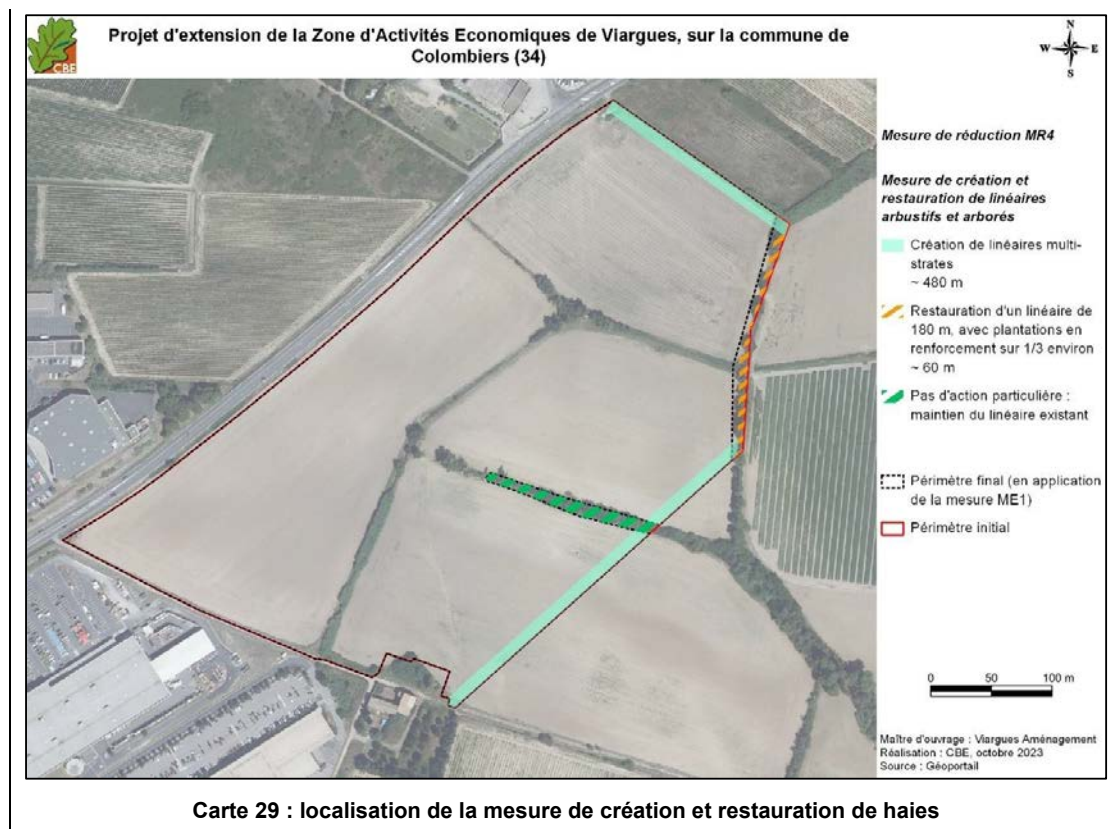 Projet d'extension de la Zone d'Activités Economiques de Viargues, sur la commune de
Colombiers (34)
CBE
N
W E
S
Mesure de réduction MR4
Mesure de création et
restauration de linéaires
arbustifs et arborés
Création de linéaires multi-
strates
~ 480 m
Restauration d'un linéaire de
180 m, avec plantations en
renforcement sur 1/3 environ
~ 60 m
Pas d'action particulière :
maintien du linéaire existant
Périmètre final (en application
de la mesure ME1)
Périmètre initial
0 50 100 m
Maître d'ouvrage : Viargues Aménagement
Réalisation : CBE, octobre 2023
Source : Géoportail
Carte 29 : localisation de la mesure de création et restauration de haies